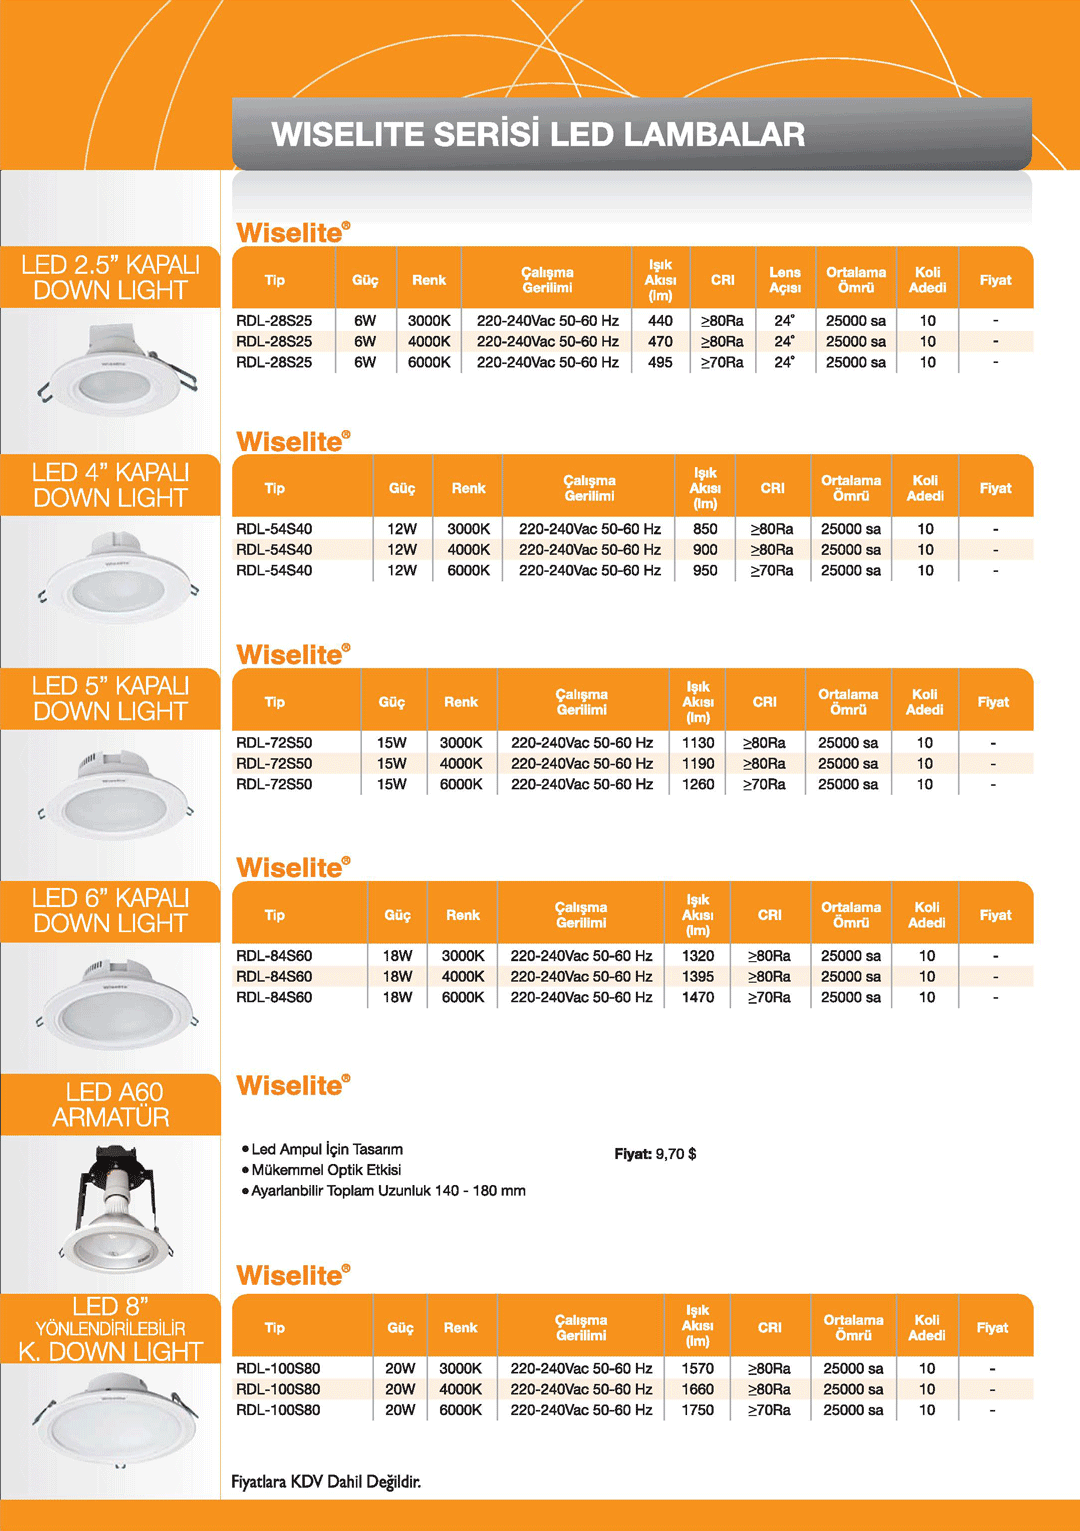 WISELITE SERİSİ LED LAMBALAR
Wiselite®
LED 2.5” KAPALI
DOWN LIGHT
Tip Güç Renk Çalışma Gerilimi Işık Akısı (lm) CRI Lens Açısı Ortalama Ömrü Koli Adedi Fiyat
RDL-28S25 6W 3000K 220-240Vac 50-60 Hz 440 ≥80Ra 24° 25000 sa 10 -
RDL-28S25 6W 4000K 220-240Vac 50-60 Hz 470 ≥80Ra 24° 25000 sa 10 -
RDL-28S25 6W 6000K 220-240Vac 50-60 Hz 495 ≥70Ra 24° 25000 sa 10 -
Wiselite®
LED 4” KAPALI
DOWN LIGHT
Tip Güç Renk Çalışma Gerilimi Işık Akısı (lm) CRI Ortalama Ömrü Koli Adedi Fiyat
RDL-54S40 12W 3000K 220-240Vac 50-60 Hz 850 ≥80Ra 25000 sa 10 -
RDL-54S40 12W 4000K 220-240Vac 50-60 Hz 900 ≥80Ra 25000 sa 10 -
RDL-54S40 12W 6000K 220-240Vac 50-60 Hz 950 ≥70Ra 25000 sa 10 -
Wiselite®
LED 5” KAPALI
DOWN LIGHT
Tip Güç Renk Çalışma Gerilimi Işık Akısı (lm) CRI Ortalama Ömrü Koli Adedi Fiyat
RDL-72S50 15W 3000K 220-240Vac 50-60 Hz 1130 ≥80Ra 25000 sa 10 -
RDL-72S50 15W 4000K 220-240Vac 50-60 Hz 1190 ≥80Ra 25000 sa 10 -
RDL-72S50 15W 6000K 220-240Vac 50-60 Hz 1260 ≥70Ra 25000 sa 10 -
Wiselite®
LED 6” KAPALI
DOWN LIGHT
Tip Güç Renk Çalışma Gerilimi Işık Akısı (lm) CRI Ortalama Ömrü Koli Adedi Fiyat
RDL-84S60 18W 3000K 220-240Vac 50-60 Hz 1320 ≥80Ra 25000 sa 10 -
RDL-84S60 18W 4000K 220-240Vac 50-60 Hz 1395 ≥80Ra 25000 sa 10 -
RDL-84S60 18W 6000K 220-240Vac 50-60 Hz 1470 ≥70Ra 25000 sa 10 -
Wiselite®
LED A60
ARMATÜR
• Led Ampul İçin Tasarım
• Mükemmel Optik Etkisi
• Ayarlanbilir Toplam Uzunluk 140 - 180 mm
Fiyat: 9,70 $
Wiselite®
LED 8”
YÖNLENDİRİLEBİLİR
K. DOWN LIGHT
Tip Güç Renk Çalışma Gerilimi Işık Akısı (lm) CRI Ortalama Ömrü Koli Adedi Fiyat
RDL-100S80 20W 3000K 220-240Vac 50-60 Hz 1570 ≥80Ra 25000 sa 10 -
RDL-100S80 20W 4000K 220-240Vac 50-60 Hz 1660 ≥80Ra 25000 sa 10 -
RDL-100S80 20W 6000K 220-240Vac 50-60 Hz 1750 ≥70Ra 25000 sa 10 -
Fiyatlara KDV Dahil Değildir.